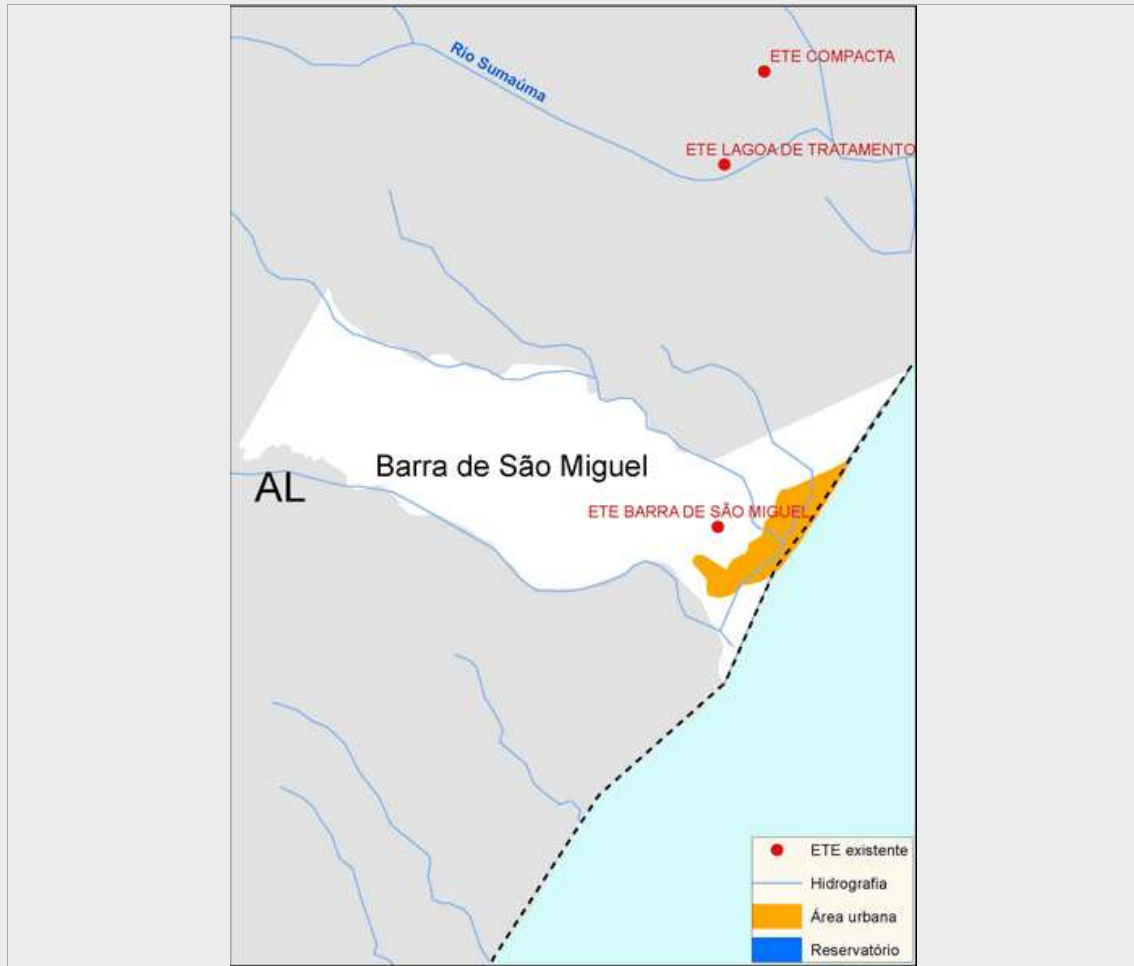 ETE COMPACTA
Rio Sumaúma
ETE LAGOA DE TRATAMENTO
Barra de São Miguel
AL
ETE BARRA DE SÃO MIGUEL
ETE existente
Hidrografia
Área urbana
Reservatório